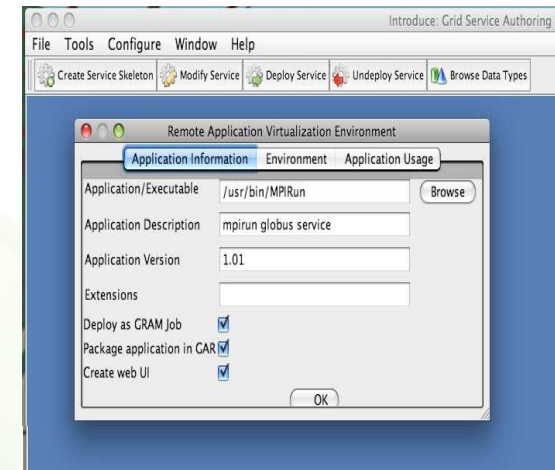 Introduce: Grid Service Authoring
File Tools Configure Window Help
Create Service Skeleton Modify Service Deploy Service Undeploy Service Browse Data Types
Remote Application Virtualization Environment
Application Information Environment Application Usage
Application/Executable /usr/bin/MPIRun Browse
Application Description mpirun globus service
Application Version 1.01
Extensions
Deploy as GRAM Job
Package application in GAR
Create web UI
OK